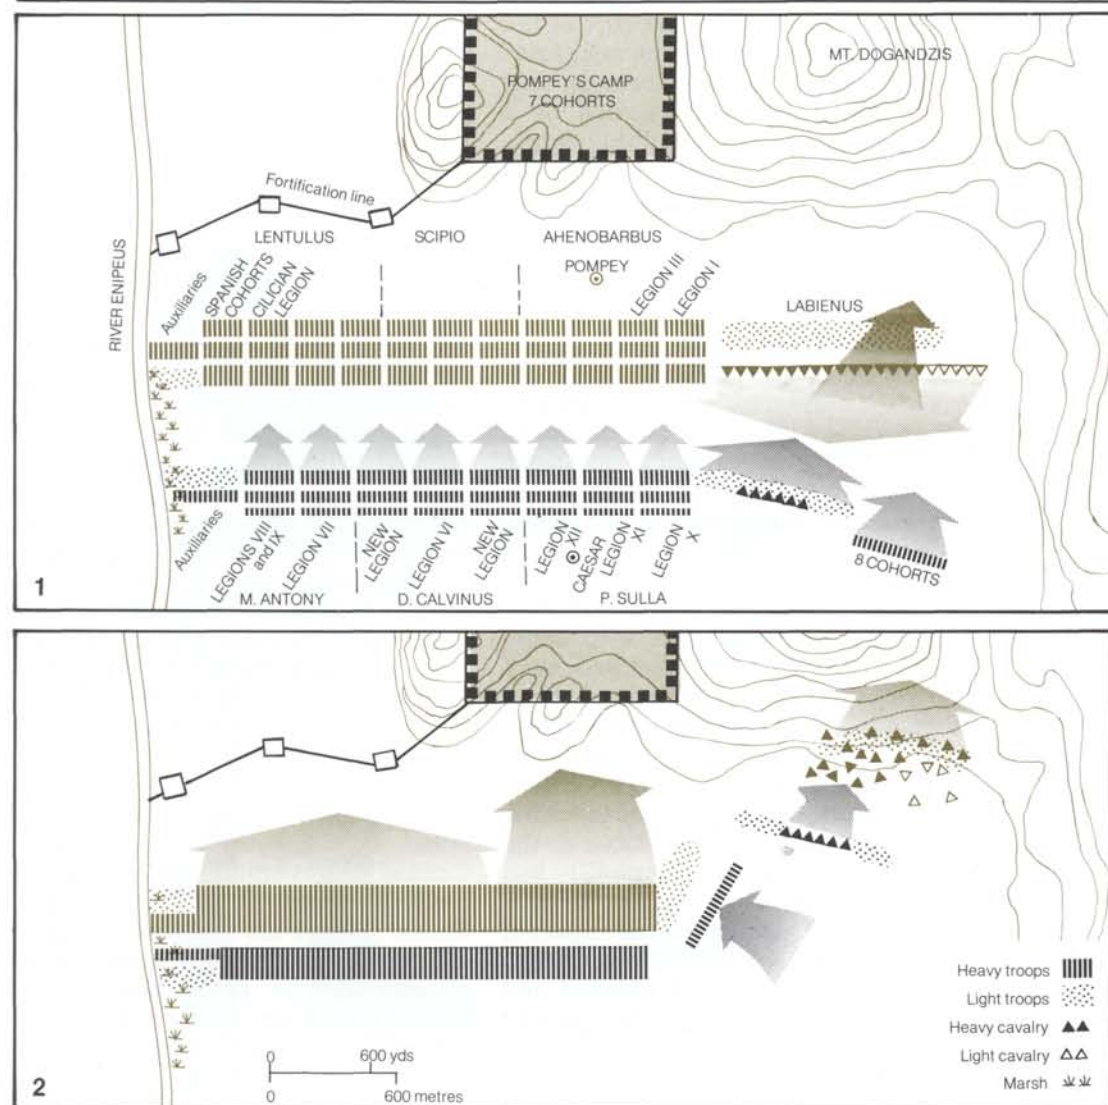 MT. DOGANDZIS
POMPEY'S CAMP
7 COHORTS
Fortification line
LENTULUS
SCIPIO
AHENOBARBUS
POMPEY
RIVER ENIPEUS
Auxiliaries
SPANISH
COHORTS
CILICIAN
LEGION
LEGION III
LEGION I
LABIENUS
Auxiliaries
LEGIONS VIII
and IX
LEGION VII
NEW
LEGION
LEGION VI
NEW
LEGION
LEGION
XII
CAESAR
LEGION
XI
LEGION
X
8 COHORTS
M. ANTONY
D. CALVINUS
P. SULLA
1
Heavy troops
Light troops
Heavy cavalry
Light cavalry
Marsh
0 600 yds
0 600 metres
2